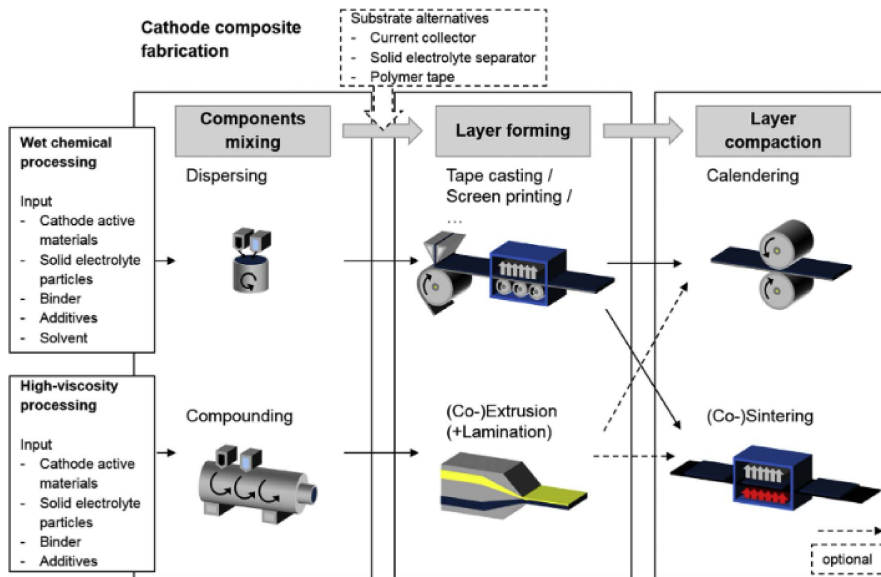 Cathode composite
fabrication
Substrate alternatives
- Current collector
- Solid electrolyte separator
- Polymer tape
Components
mixing
Layer forming
Layer
compaction
Wet chemical
processing
Input
- Cathode active
materials
- Solid electrolyte
particles
- Binder
- Additives
- Solvent
Dispersing
Tape casting /
Screen printing /
...
Calendering
High-viscosity
processing
Input
- Cathode active
materials
- Solid electrolyte
particles
- Binder
- Additives
Compounding
(Co-)Extrusion
(+Lamination)
(Co-)Sintering
optional